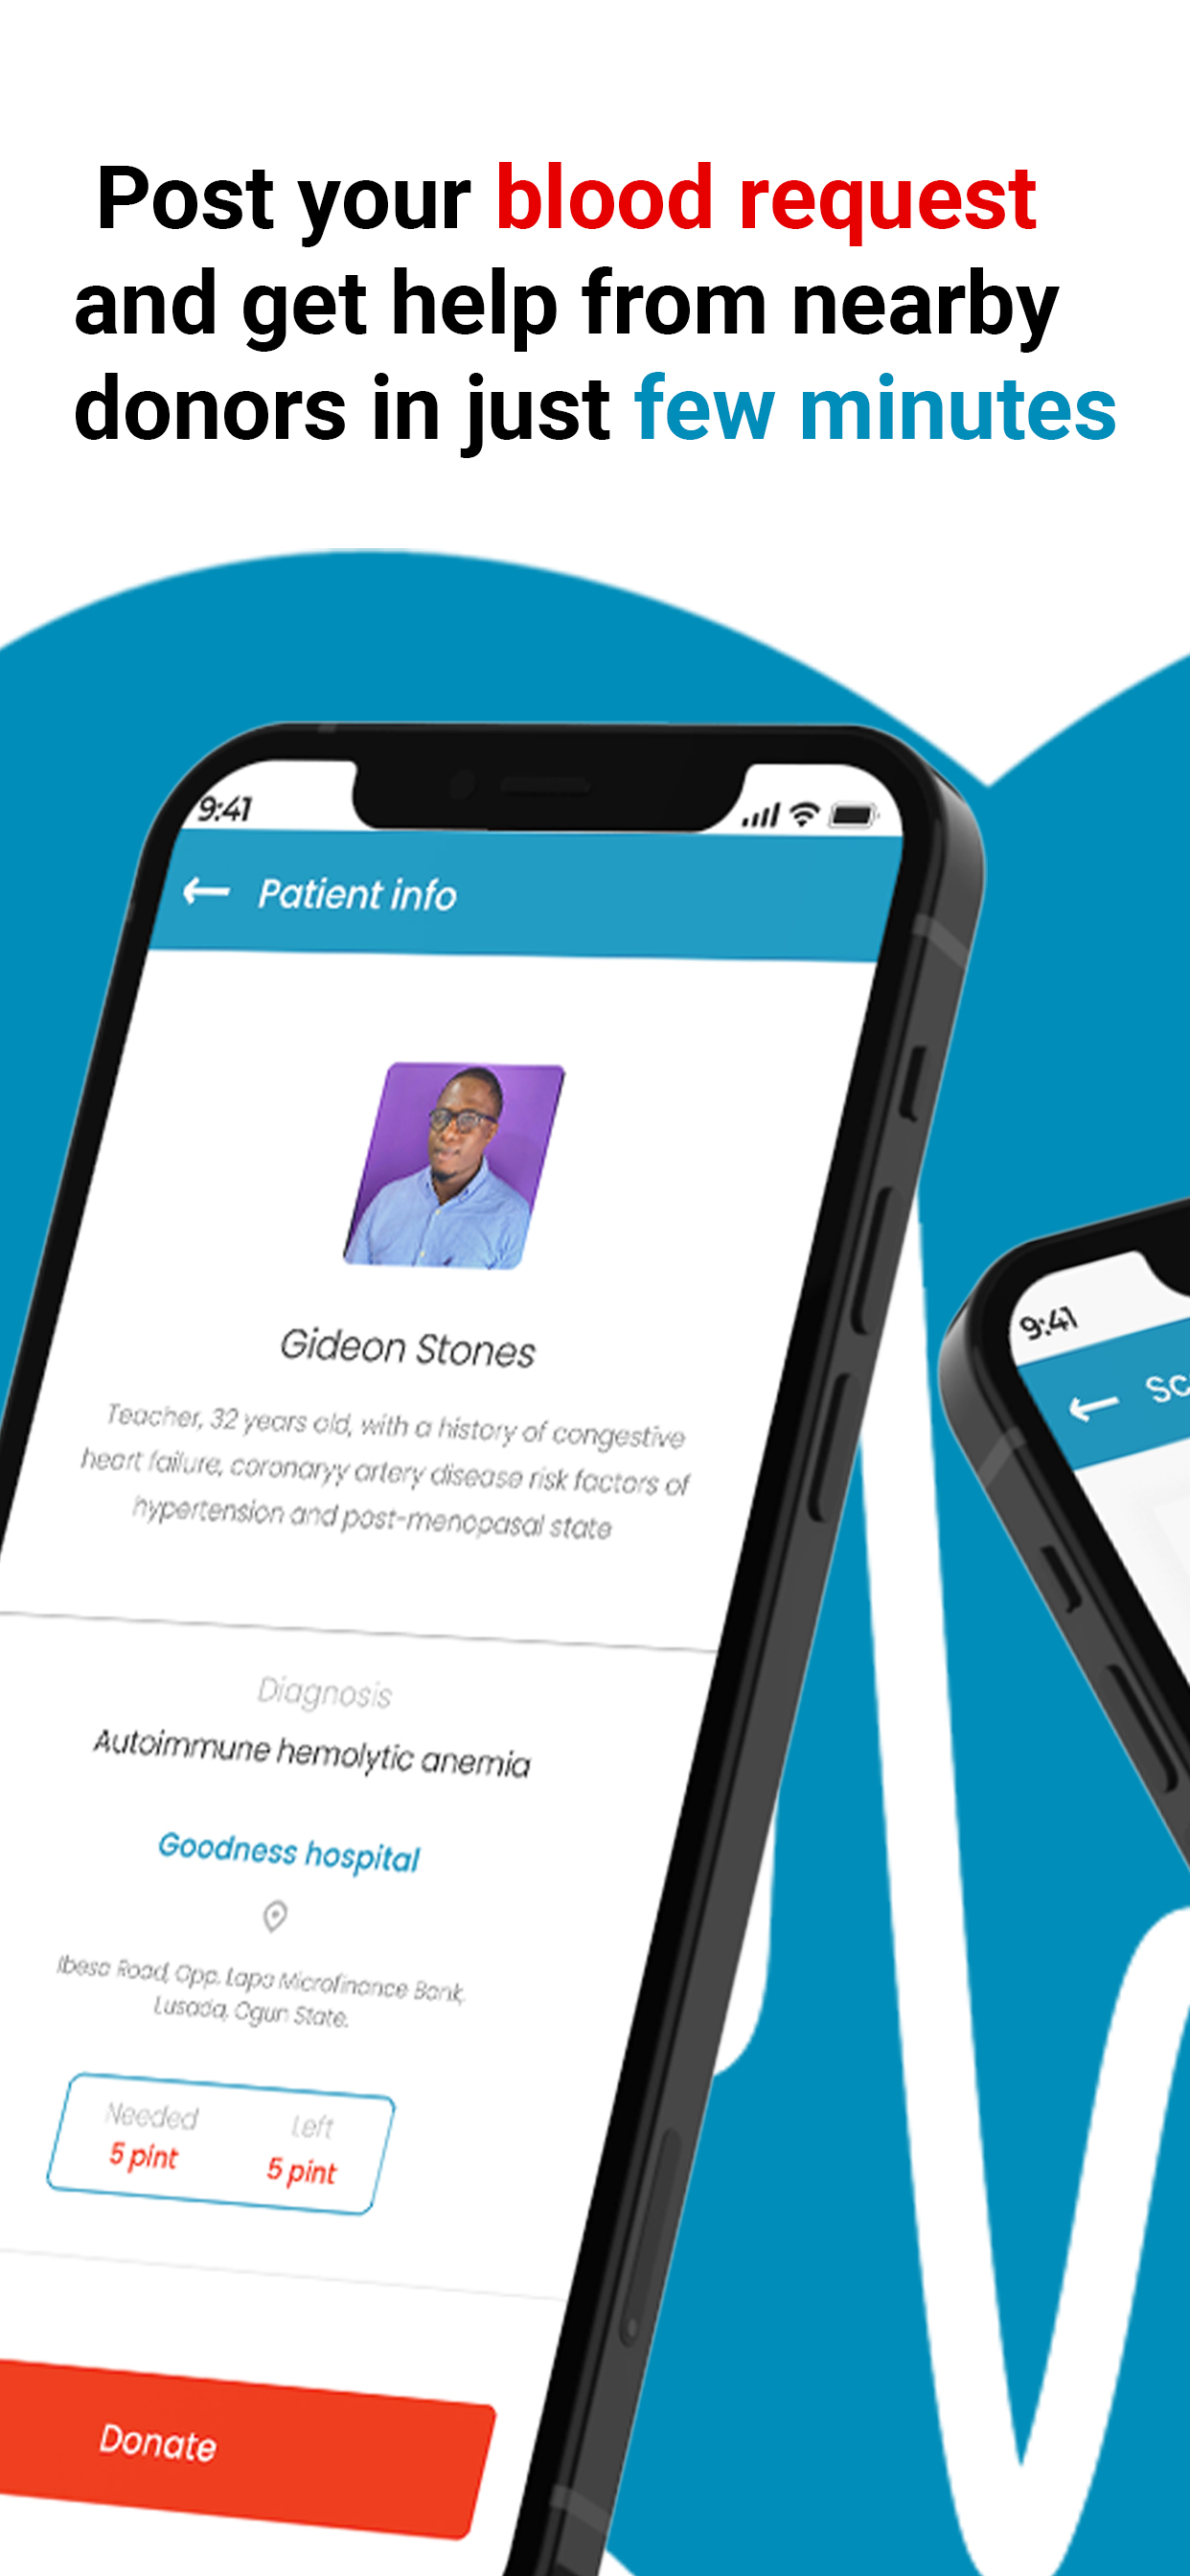 Post your blood request
and get help from nearby
donors in just few minutes
9:41
Patient info
Gideon Stones
Teacher, 32 years old, with a history of congestive
heart failure, coronaryy artery disease risk factors of
hypertension and post-menopasal state
Diagnosis
Autoimmune hemolytic anemia
Goodness hospital
Ibesa Road, Opp. Lapo Microfinance Bank,
Lusada, Ogun State.
Needed Left
5 pint 5 pint
Donate
9:41
Sc